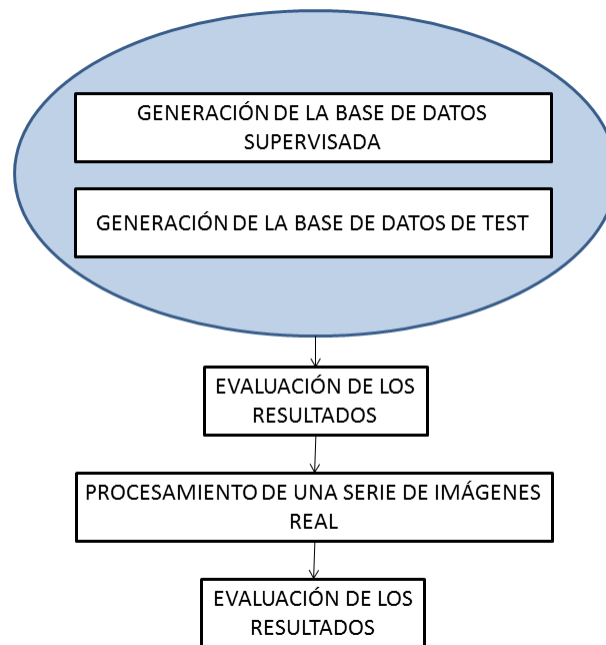 GENERACIÓN DE LA BASE DE DATOS
SUPERVISADA
GENERACIÓN DE LA BASE DE DATOS DE TEST
EVALUACIÓN DE LOS
RESULTADOS
PROCESAMIENTO DE UNA SERIE DE IMÁGENES
REAL
EVALUACIÓN DE LOS
RESULTADOS